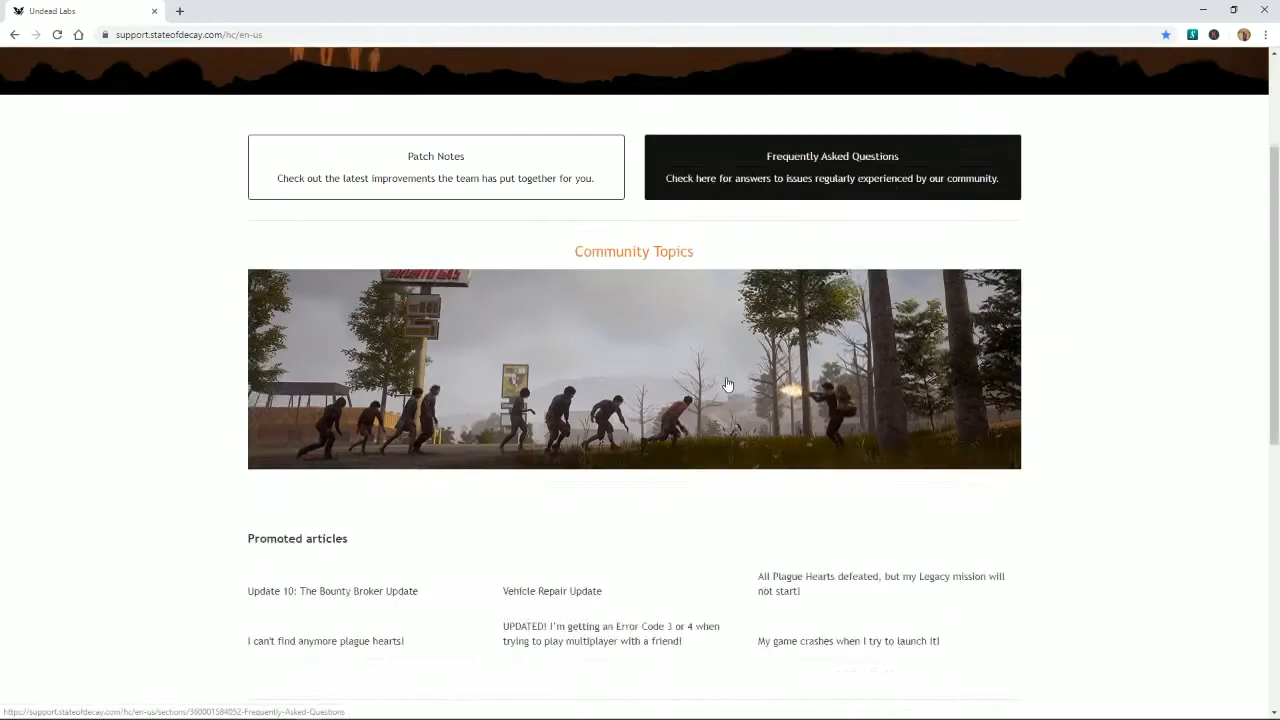 Undead Labs
support.stateofdecay.com/hc/en-us
Patch Notes
Check out the latest improvements the team has put together for you.
Frequently Asked Questions
Check here for answers to issues regularly experienced by our community.
Community Topics
Promoted articles
Update 10: The Bounty Broker Update
Vehicle Repair Update
All Plague Hearts defeated, but my Legacy mission will
not start!
I can't find anymore plague hearts!
UPDATED! I'm getting an Error Code 3 or 4 when
trying to play multiplayer with a friend!
My game crashes when I try to launch it!
https://support.stateofdecay.com/hc/en-us/sections/360001584052-Frequently-Asked-Questions